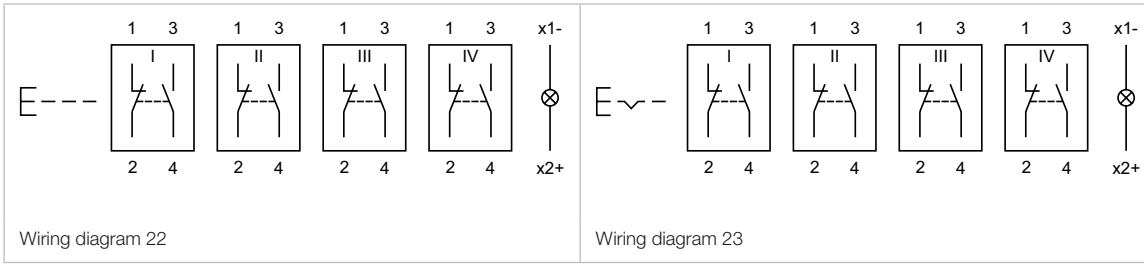 1 3 1 3 1 3 1 3 x1-
I II III IV
2 4 2 4 2 4 2 4 x2+
Wiring diagram 22
1 3 1 3 1 3 1 3 x1-
I II III IV
2 4 2 4 2 4 2 4 x2+
Wiring diagram 23